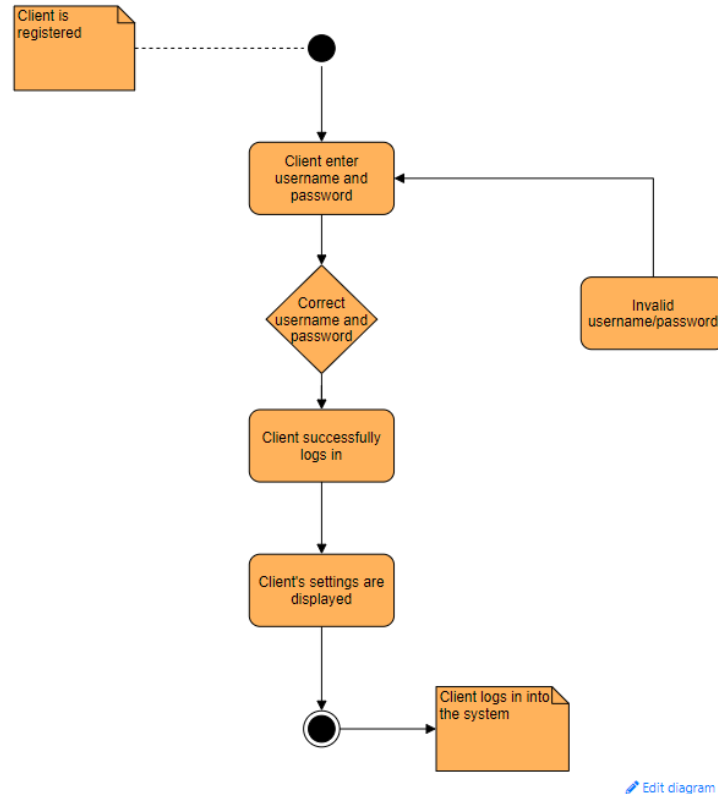 Client is
registered
Client enter
username and
password
Correct
username and
password
Invalid
username/password
Client successfully
logs in
Client's settings are
displayed
Client logs in into
the system
Edit diagram